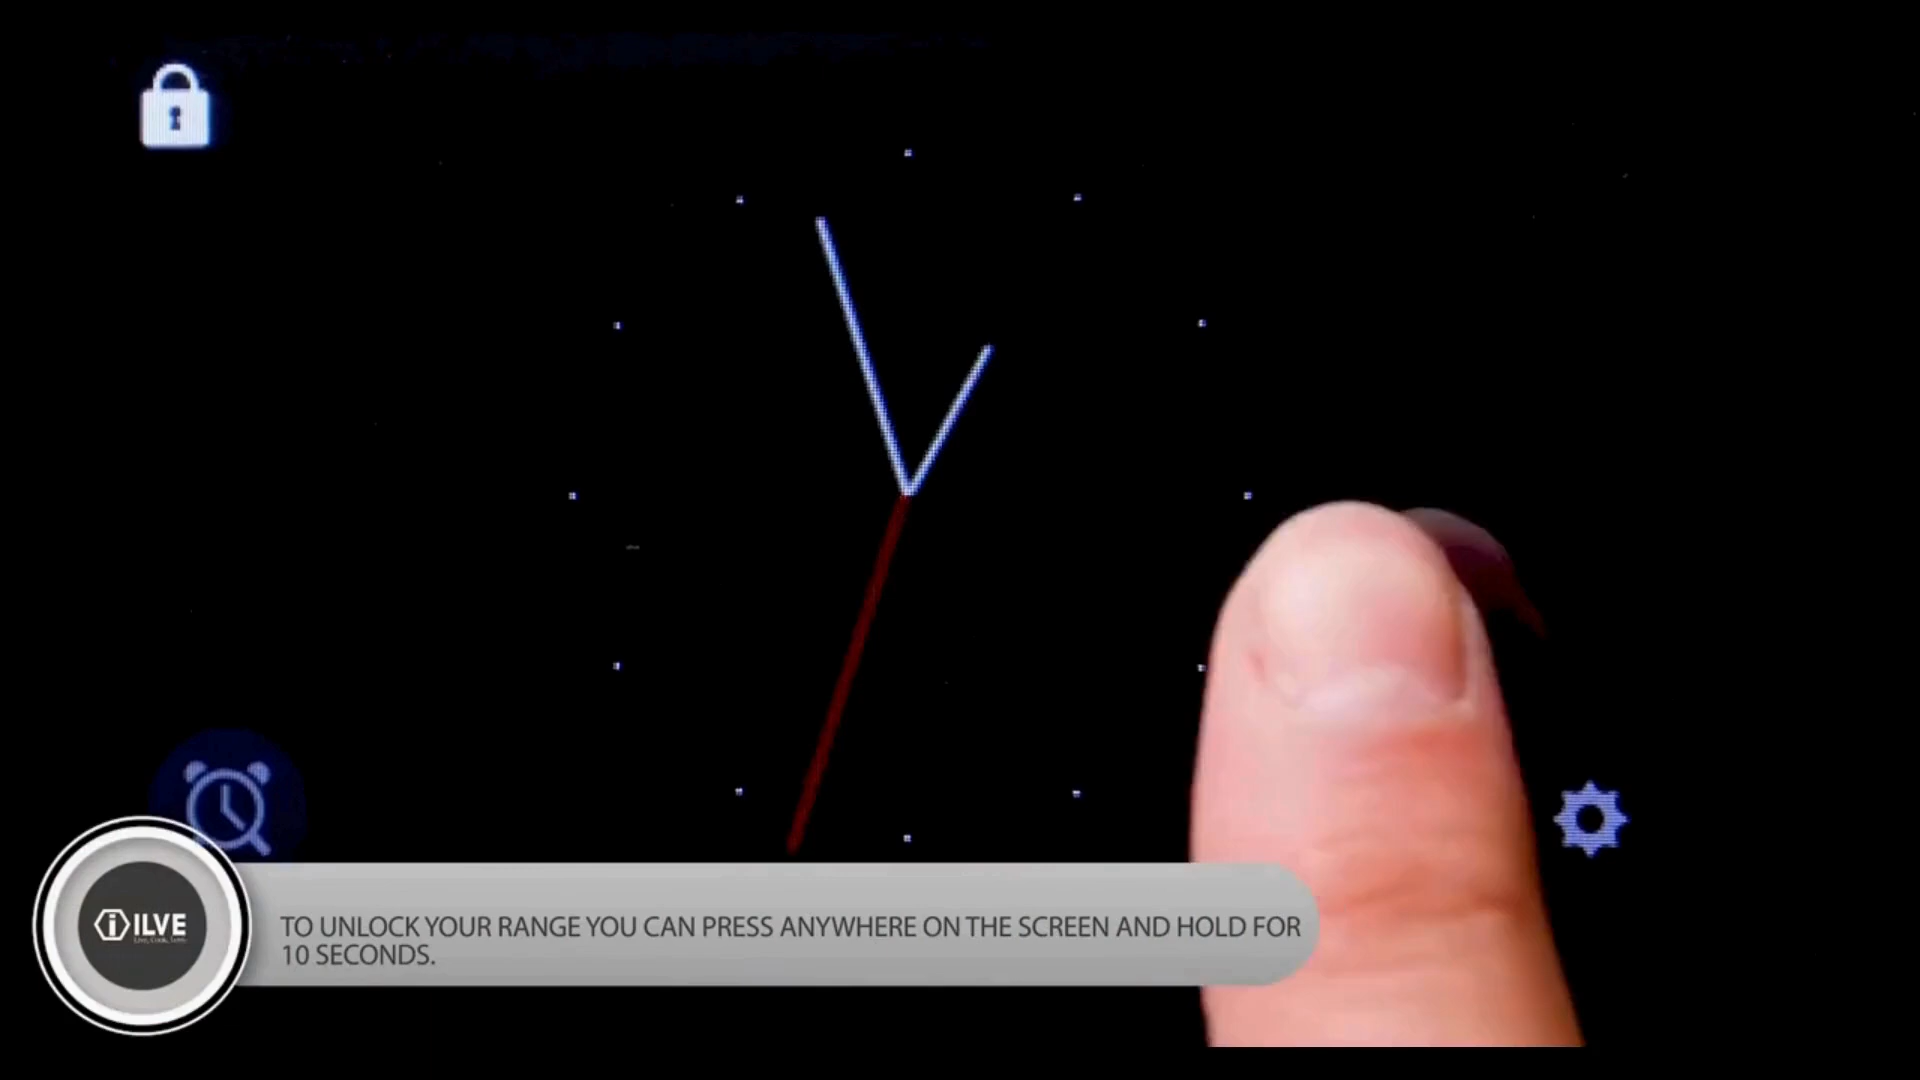 ILVE
TO UNLOCK YOUR RANGE YOU CAN PRESS ANYWHERE ON THE SCREEN AND HOLD FOR
10 SECONDS.